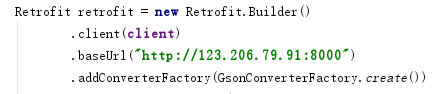 Retrofit retrofit = new Retrofit.Builder()
.client(client)
.baseUrl("http://123.206.79.91:8000")
.addConverterFactory(GsonConverterFactory.create())